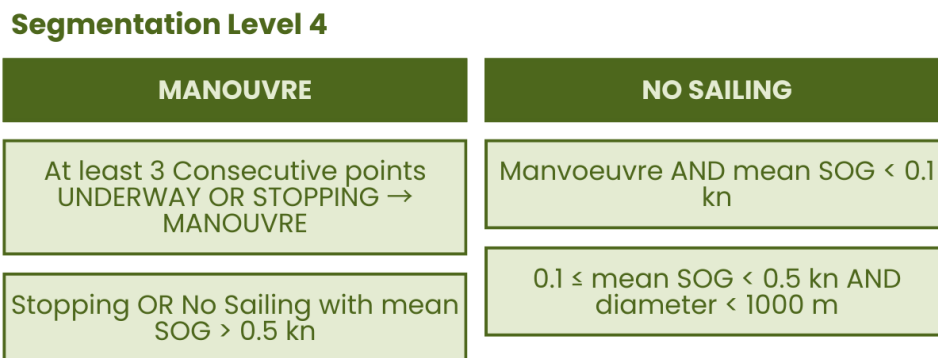 Segmentation Level 4
MANOUVRE
At least 3 Consecutive points
UNDERWAY OR STOPPING →
MANOUVRE
Stopping OR No Sailing with mean
SOG > 0.5 kn
NO SAILING
Manvoeuvre AND mean SOG < 0.1
kn
0.1 ≤ mean SOG < 0.5 kn AND
diameter < 1000 m